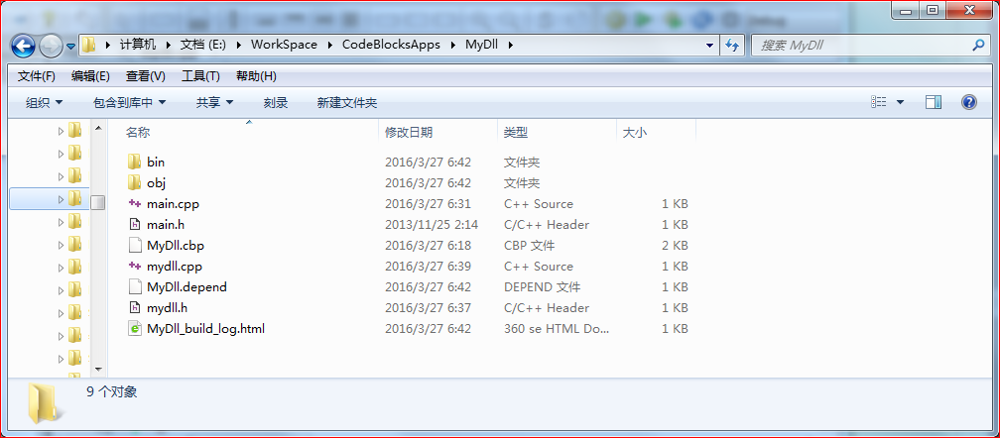 计算机 ▸ 文档 (E:) ▸ WorkSpace ▸ CodeBlocksApps ▸ MyDll ▸ 搜索 MyDll
文件(F) 编辑(E) 查看(V) 工具(T) 帮助(H)
组织 包含到库中 共享 刻录 新建文件夹
名称 修改日期 类型 大小
bin 2016/3/27 6:42 文件夹
obj 2016/3/27 6:42 文件夹
main.cpp 2016/3/27 6:31 C++ Source 1 KB
main.h 2013/11/25 2:14 C/C++ Header 1 KB
MyDll.cbp 2016/3/27 6:18 CBP 文件 2 KB
mydll.cpp 2016/3/27 6:39 C++ Source 1 KB
MyDll.depend 2016/3/27 6:42 DEPEND 文件 1 KB
mydll.h 2016/3/27 6:37 C/C++ Header 1 KB
MyDll_build_log.html 2016/3/27 6:42 360 se HTML Do... 1 KB
9 个对象